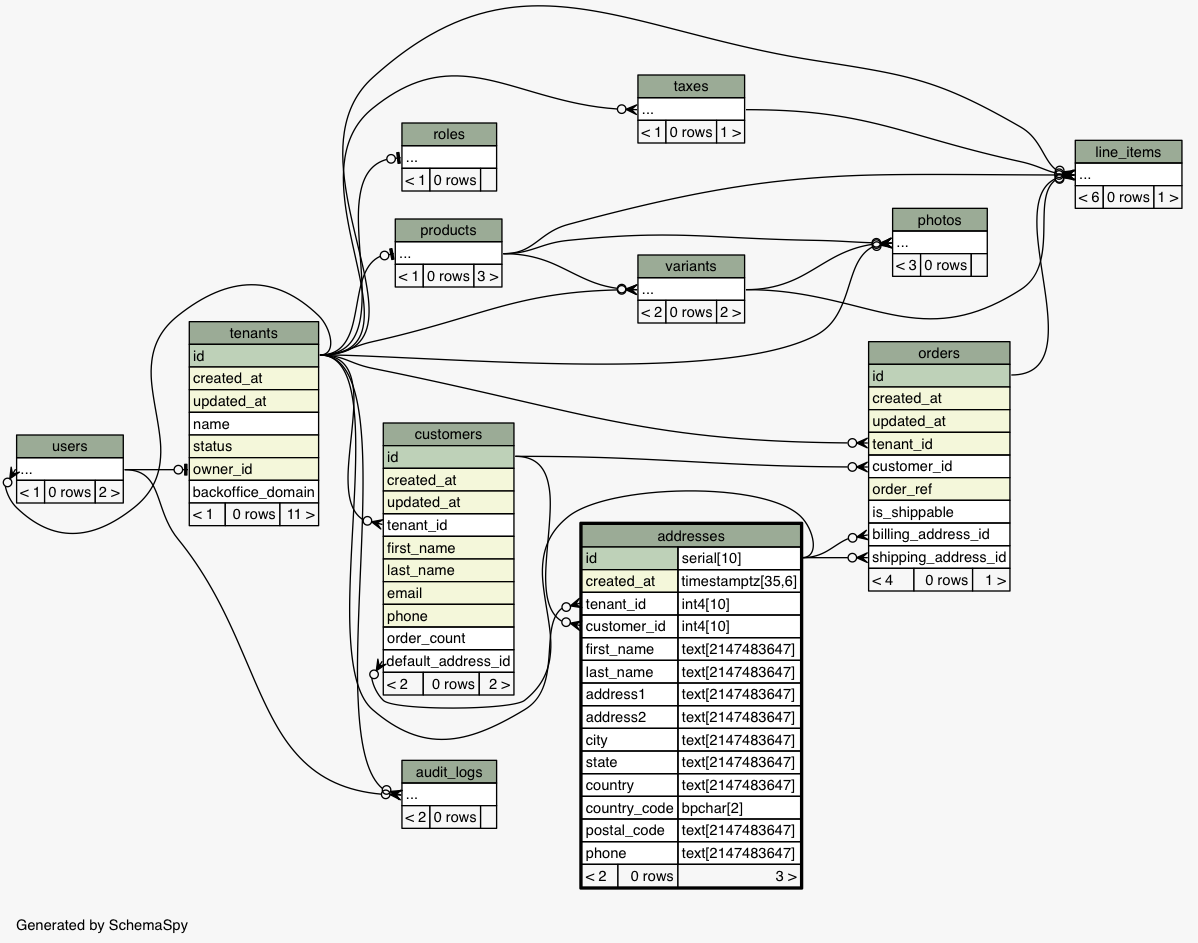 taxes
...
< 1 0 rows 1 >
roles
...
< 1 0 rows
line_items
...
< 6 0 rows 1 >
products
...
< 1 0 rows 3 >
photos
...
< 3 0 rows
variants
...
< 2 0 rows 2 >
tenants
id
created_at
updated_at
name
status
owner_id
backoffice_domain
< 1 0 rows 11 >
users
...
< 1 0 rows 2 >
orders
id
created_at
updated_at
tenant_id
customer_id
order_ref
is_shippable
billing_address_id
shipping_address_id
< 4 0 rows 1 >
customers
id
created_at
updated_at
tenant_id
first_name
last_name
email
phone
order_count
default_address_id
< 2 0 rows 2 >
addresses
id serial[10]
created_at timestamptz[35,6]
tenant_id int4[10]
customer_id int4[10]
first_name text[2147483647]
last_name text[2147483647]
address1 text[2147483647]
address2 text[2147483647]
city text[2147483647]
state text[2147483647]
country text[2147483647]
country_code bpchar[2]
postal_code text[2147483647]
phone text[2147483647]
< 2 0 rows 3 >
audit_logs
...
< 2 0 rows
Generated by SchemaSpy